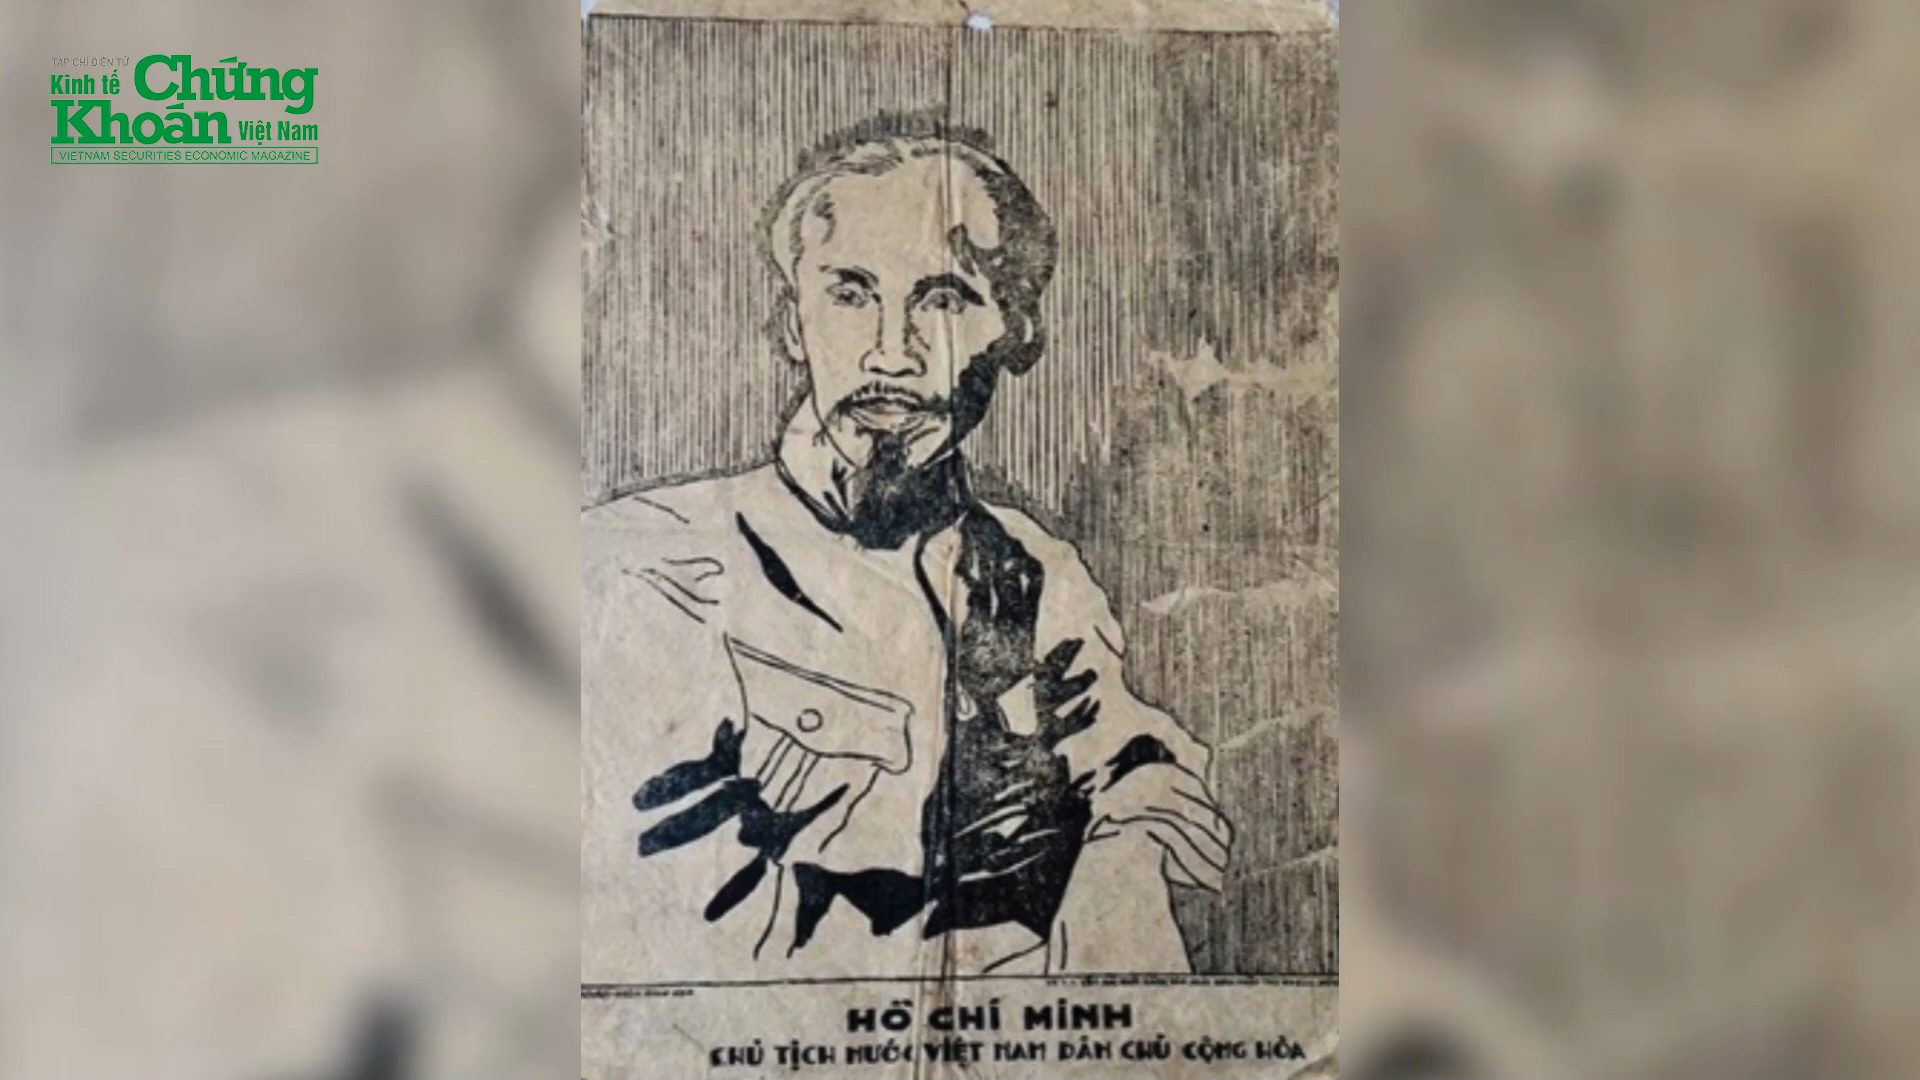 TẠP CHÍ ĐIỆN TỬ
Kinh tế Chứng
Khoán Việt Nam
VIETNAM SECURITIES ECONOMIC MAGAZINE
HỒ CHÍ MINH
CHỦ TỊCH NƯỚC VIỆT NAM DÂN CHỦ CỘNG HÒA